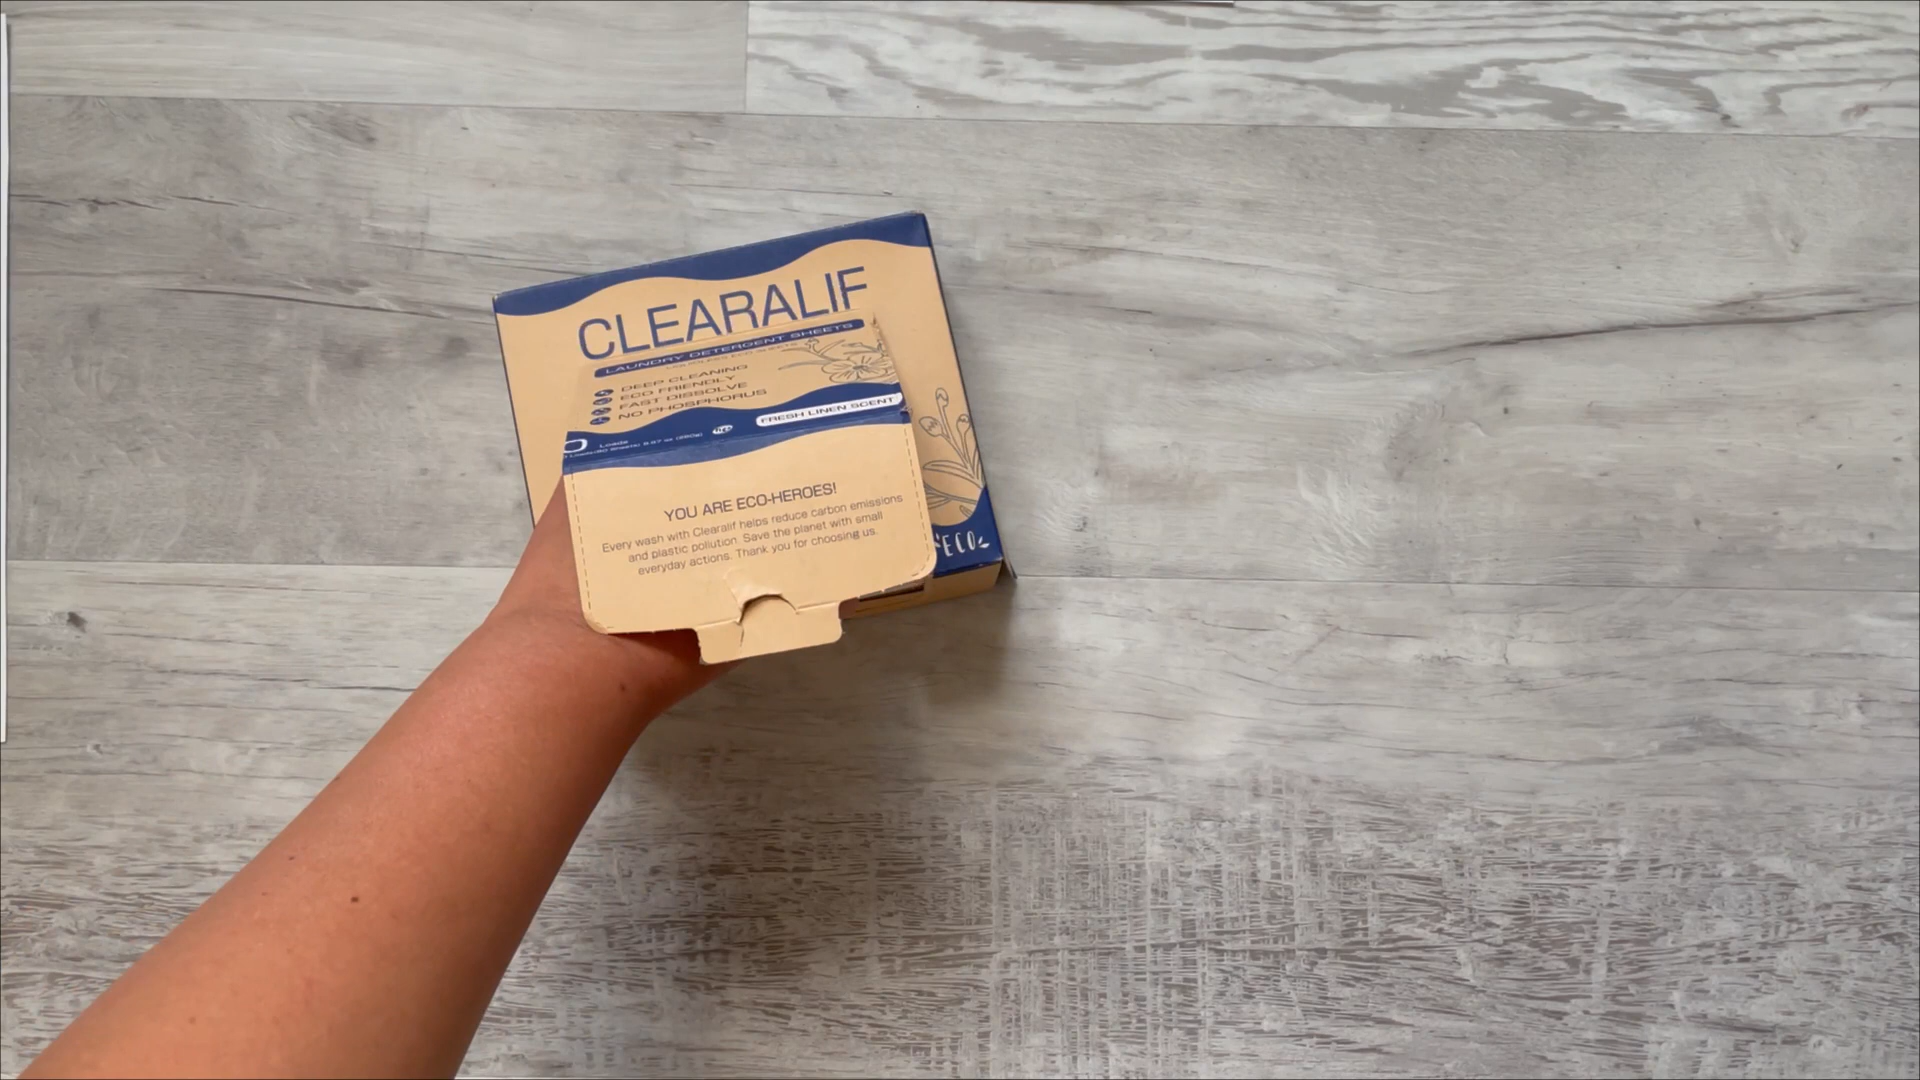 CLEARALIF
LAUNDRY DETERGENT SHEETS
DEEP CLEANING
ECO FRIENDLY
FAST DISSOLVE
NO PHOSPHORUS
FRESH LINEN SCENT
Loads
YOU ARE ECO-HEROES!
Every wash with Clearalif helps reduce carbon emissions
and plastic pollution. Save the planet with small
everyday actions. Thank you for choosing us.
ECO